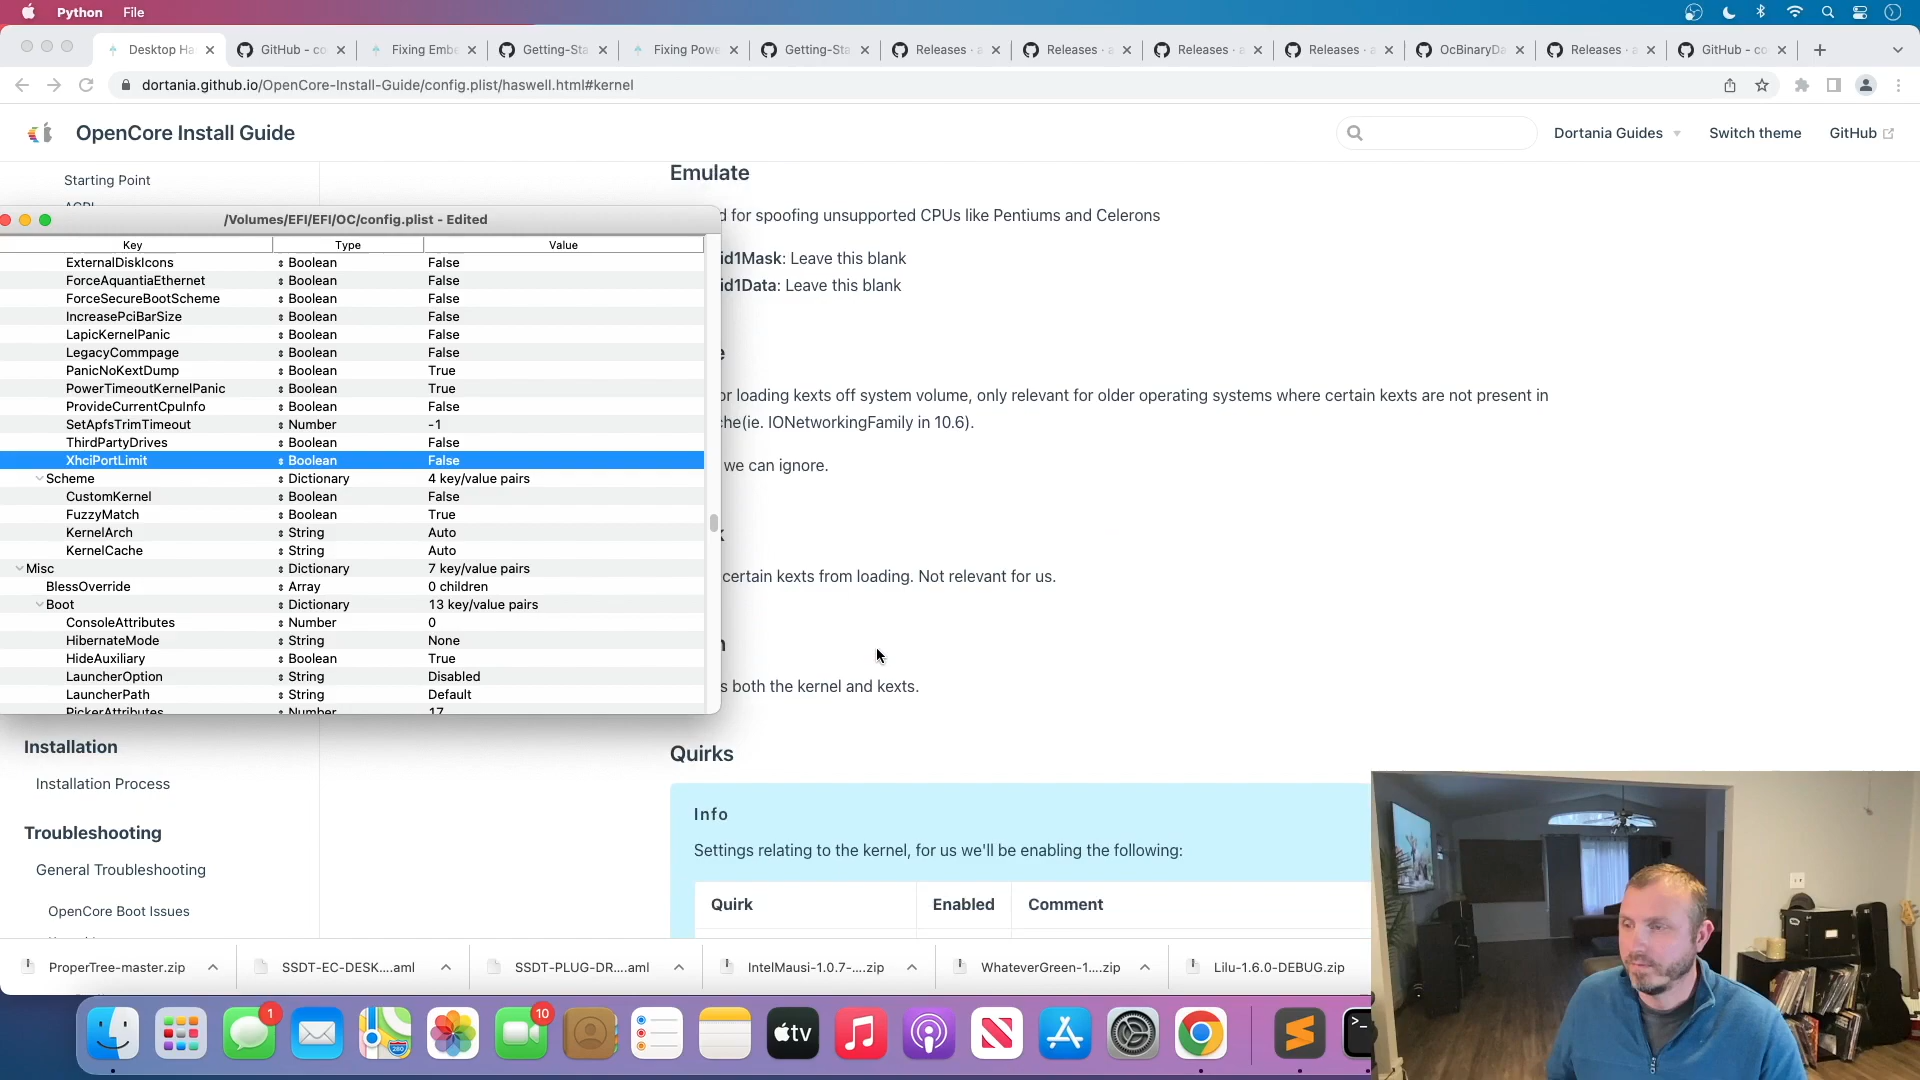 Python File
Desktop Ha
GitHub - co
Fixing Embe
Getting-Sta
Fixing Powe
Getting-Sta
Releases · a
Releases · a
Releases · a
Releases · a
OcBinaryDa
Releases · a
GitHub - co
dortania.github.io/OpenCore-Install-Guide/config.plist/haswell.html#kernel
OpenCore Install Guide
Dortania Guides
Switch theme
GitHub
Starting Point
/Volumes/EFI/EFI/OC/config.plist - Edited
Key Type Value
ExternalDiskIcons Boolean False
ForceAquantiaEthernet Boolean False
ForceSecureBootScheme Boolean False
IncreasePciBarSize Boolean False
LapicKernelPanic Boolean False
LegacyCommpage Boolean False
PanicNoKextDump Boolean True
PowerTimeoutKernelPanic Boolean True
ProvideCurrentCpuInfo Boolean False
SetApfsTrimTimeout Number -1
ThirdPartyDrives Boolean False
XhciPortLimit Boolean False
Scheme Dictionary 4 key/value pairs
CustomKernel Boolean False
FuzzyMatch Boolean True
KernelArch String Auto
KernelCache String Auto
Misc Dictionary 7 key/value pairs
BlessOverride Array 0 children
Boot Dictionary 13 key/value pairs
ConsoleAttributes Number 0
HibernateMode String None
HideAuxiliary Boolean True
LauncherOption String Disabled
LauncherPath String Default
PickerAttributes Number 17
Emulate
d for spoofing unsupported CPUs like Pentiums and Celerons
id1Mask: Leave this blank
id1Data: Leave this blank
or loading kexts off system volume, only relevant for older operating systems where certain kexts are not present in
he(ie. IONetworkingFamily in 10.6).
we can ignore.
certain kexts from loading. Not relevant for us.
s both the kernel and kexts.
Quirks
Info
Settings relating to the kernel, for us we'll be enabling the following:
Quirk Enabled Comment
Installation
Installation Process
Troubleshooting
General Troubleshooting
OpenCore Boot Issues
ProperTree-master.zip
SSDT-EC-DESK....aml
SSDT-PLUG-DR....aml
IntelMausi-1.0.7-....zip
WhateverGreen-1....zip
Lilu-1.6.0-DEBUG.zip
1
10
280
tv